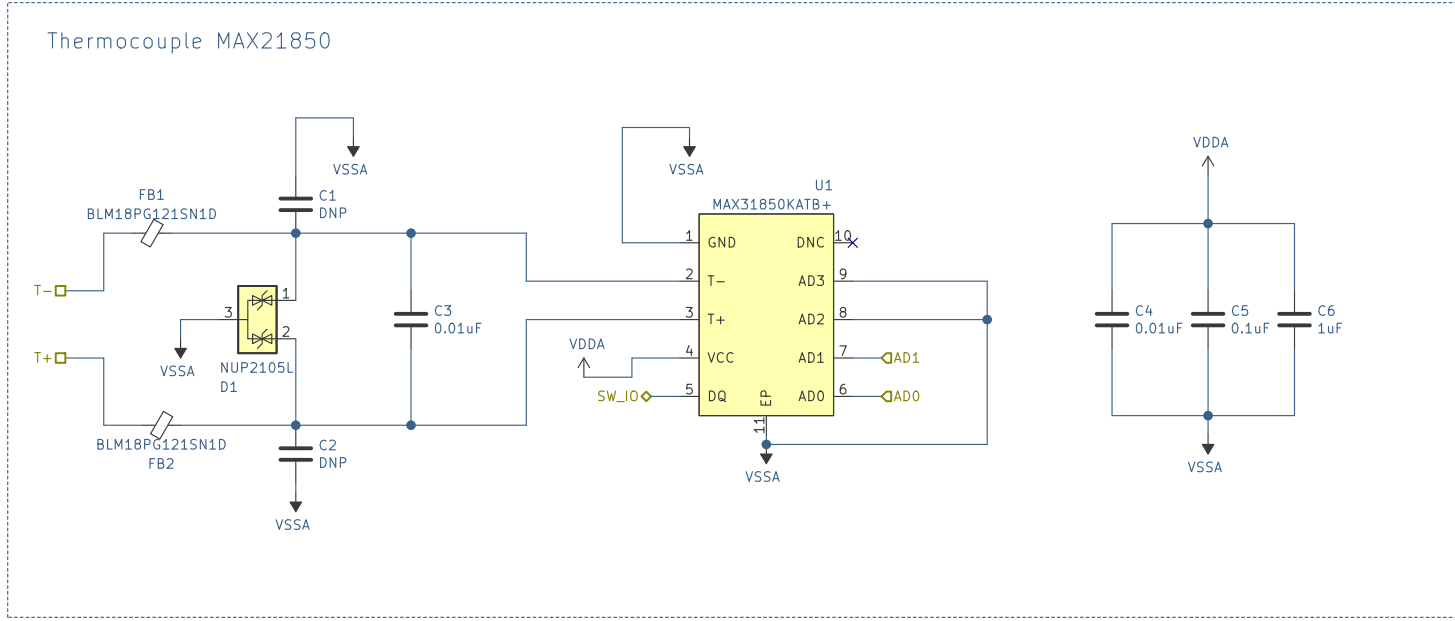 Thermocouple MAX21850
VSSA
C1
DNP
FB1
BLM18PG121SN1D
T-
T+
1
2
3
VSSA
NUP2105L
D1
C3
0.01uF
BLM18PG121SN1D
FB2
C2
DNP
VSSA
VSSA
U1
MAX31850KATB+
1 GND DNC 10
2 T- AD3 9
3 T+ AD2 8
VDDA
4 VCC AD1 7 AD1
SW_IO 5 DQ AD0 6 AD0
EP
11
VSSA
VDDA
C4
0.01uF
C5
0.1uF
C6
1uF
VSSA